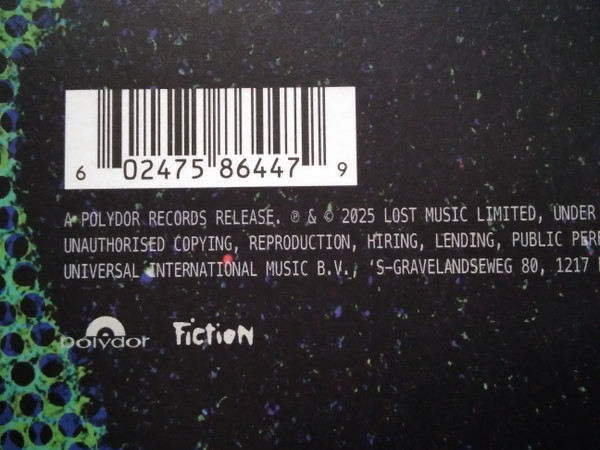 6 02475 86447 9
A POLYDOR RECORDS RELEASE. ℗ & © 2025 LOST MUSIC LIMITED, UNDER
UNAUTHORISED COPYING, REPRODUCTION, HIRING, LENDING, PUBLIC
UNIVERSAL INTERNATIONAL MUSIC B.V., 'S-GRAVELANDSEWEG 80, 1217
polydor Fiction